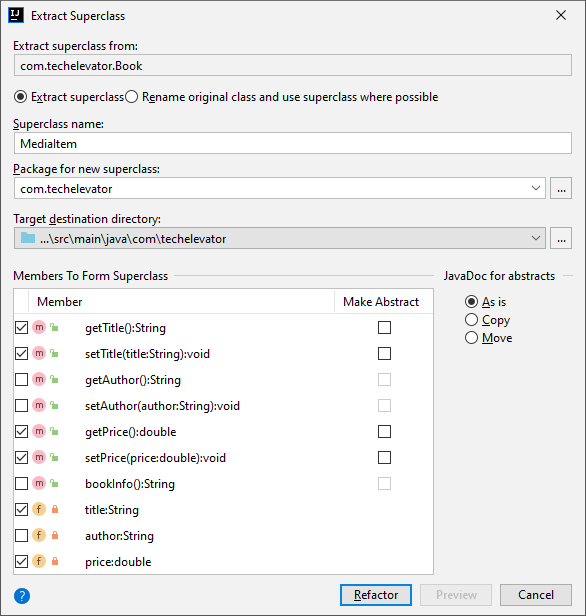 IJ Extract Superclass
Extract superclass from:
com.techelevator.Book
Extract superclass Rename original class and use superclass where possible
Superclass name:
MediaItem
Package for new superclass:
com.techelevator ...
Target destination directory:
...\src\main\java\com\techelevator ...
Members To Form Superclass JavaDoc for abstracts
Member Make Abstract
As is
m getTitle():String
Copy
m setTitle(title:String):void
Move
m getAuthor():String
m setAuthor(author:String):void
m getPrice():double
m setPrice(price:double):void
m bookInfo():String
f title:String
f author:String
f price:double
? Refactor Preview Cancel